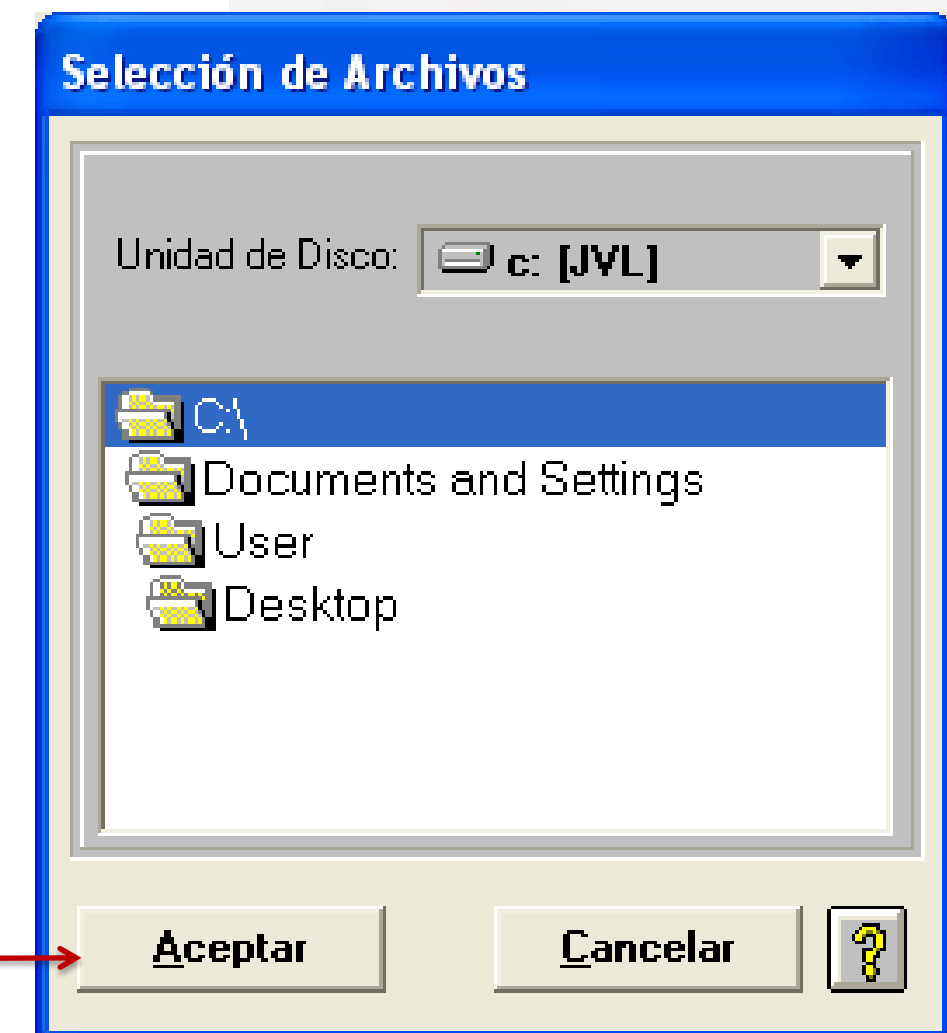 Selección de Archivos
Unidad de Disco: c: [JVL]
C:\
Documents and Settings
User
Desktop
Aceptar Cancelar ?